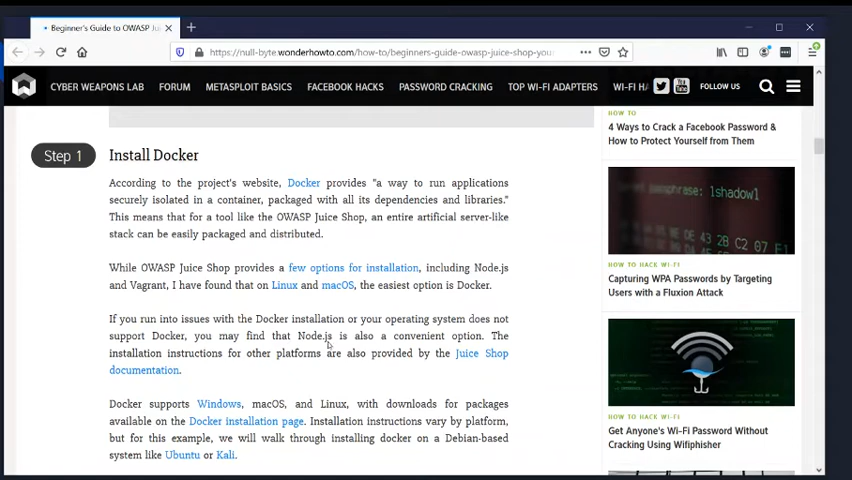 Beginner's Guide to OWASP Ju
https://null-byte.wonderhowto.com/how-to/beginners-guide-owasp-juice-shop-you
CYBER WEAPONS LAB FORUM METASPLOIT BASICS FACEBOOK HACKS PASSWORD CRACKING TOP WI-FI ADAPTERS WI-FI HA You Tube FOLLOW US
Step 1 Install Docker
According to the project's website, Docker provides "a way to run applications
securely isolated in a container, packaged with all its dependencies and libraries."
This means that for a tool like the OWASP Juice Shop, an entire artificial server-like
stack can be easily packaged and distributed.
While OWASP Juice Shop provides a few options for installation, including Node.js
and Vagrant, I have found that on Linux and macOS, the easiest option is Docker.
If you run into issues with the Docker installation or your operating system does not
support Docker, you may find that Node.js is also a convenient option. The
installation instructions for other platforms are also provided by the Juice Shop
documentation.
Docker supports Windows, macOS, and Linux, with downloads for packages
available on the Docker installation page. Installation instructions vary by platform,
but for this example, we will walk through installing docker on a Debian-based
system like Ubuntu or Kali.
HOW TO
4 Ways to Crack a Facebook Password &
How to Protect Yourself from Them
passphrase: lshadowl
HOW TO HACK WI-FI
Capturing WPA Passwords by Targeting
Users with a Fluxion Attack
HOW TO HACK WI-FI
Get Anyone's Wi-Fi Password Without
Cracking Using Wifiphisher